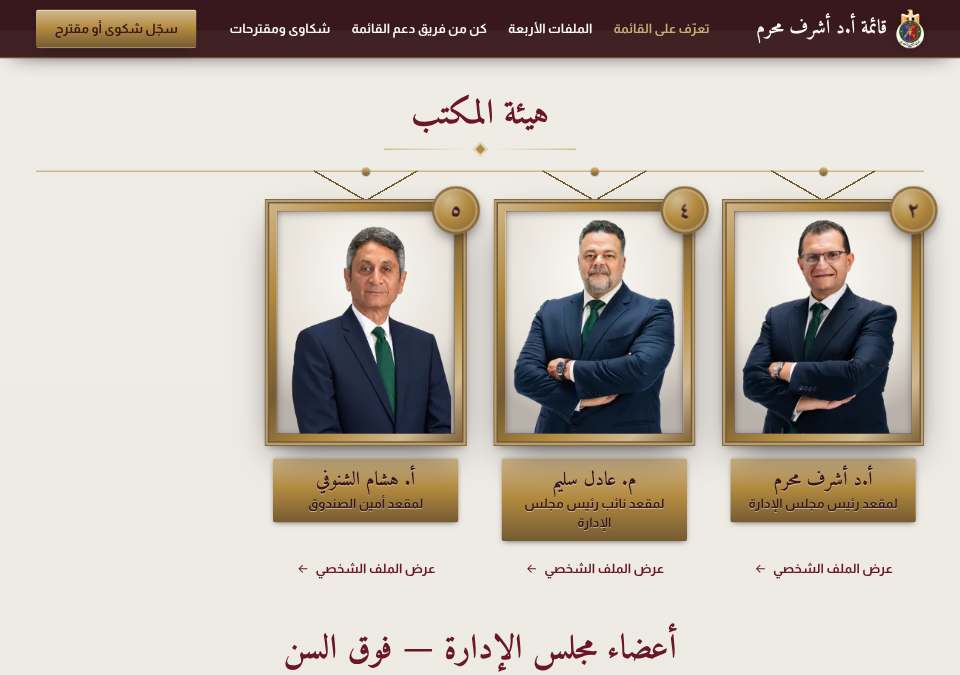 قائمة أ.د أشرف محرم
تعرّف على القائمة
الملفات الأربعة
كن من فريق دعم القائمة
شكاوى ومقترحات
سجّل شكوى أو مقترح
هيئة المكتب
٢
أ.د أشرف محرم
لمقعد رئيس مجلس الإدارة
عرض الملف الشخصي ←
٤
م. عادل سليم
لمقعد نائب رئيس مجلس
الإدارة
عرض الملف الشخصي ←
٥
أ. هشام الشنوفي
لمقعد أمين الصندوق
عرض الملف الشخصي ←
أعضاء مجلس الإدارة — فوق السن